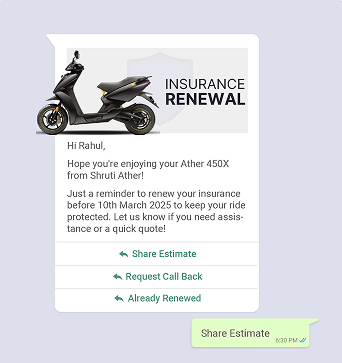 INSURANCE
RENEWAL
Hi Rahul,
Hope you're enjoying your Ather 450X
from Shruti Ather!
Just a reminder to renew your insurance
before 10th March 2025 to keep your ride
protected. Let us know if you need assis-
tance or a quick quote!
Share Estimate
Request Call Back
Already Renewed
Share Estimate
6:30 PM